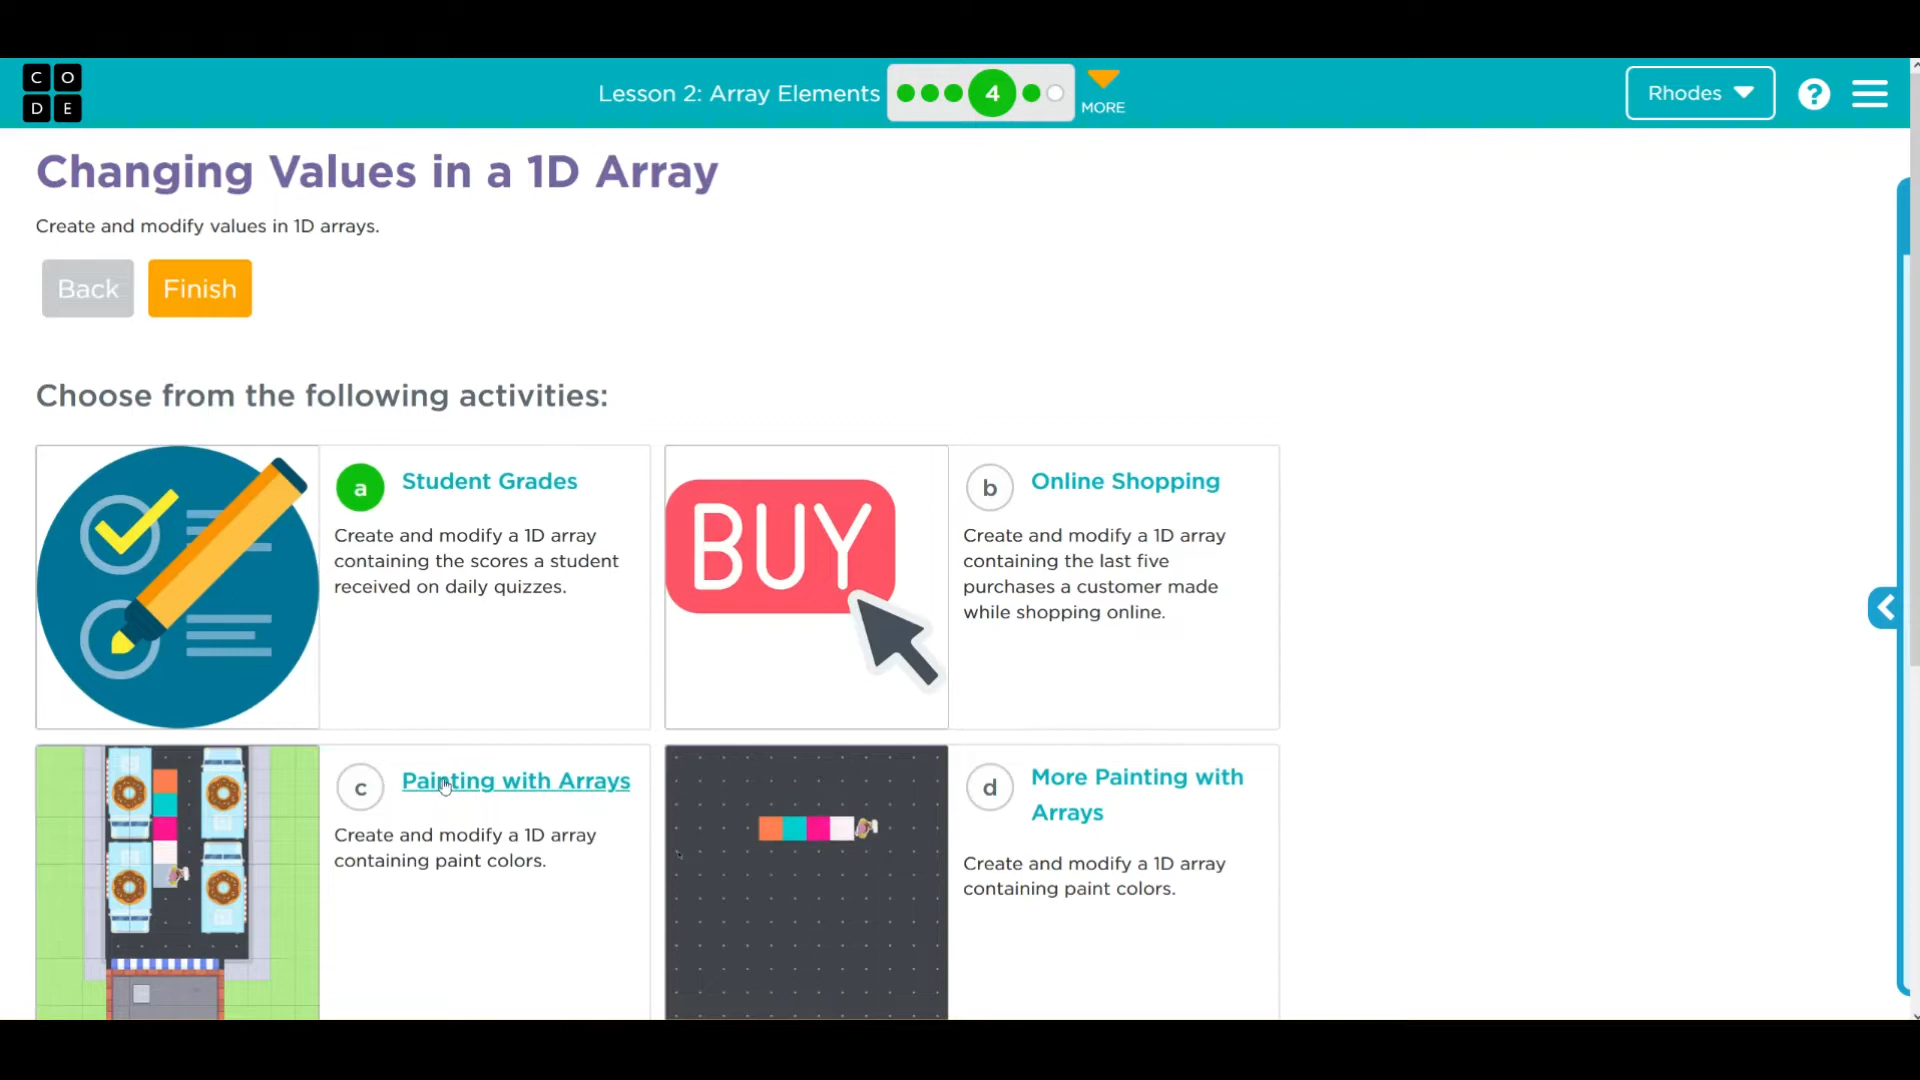 CO
DE
Lesson 2: Array Elements
4
MORE
Rhodes
?
Changing Values in a 1D Array
Create and modify values in 1D arrays.
Back
Finish
Choose from the following activities:
a
Student Grades
Create and modify a 1D array
containing the scores a student
received on daily quizzes.
BUY
b
Online Shopping
Create and modify a 1D array
containing the last five
purchases a customer made
while shopping online.
c
Painting with Arrays
Create and modify a 1D array
containing paint colors.
d
More Painting with
Arrays
Create and modify a 1D array
containing paint colors.